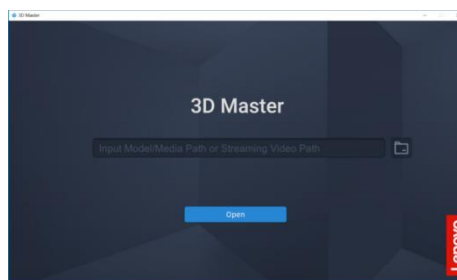 3D Master
3D Master
Input Model/Media Path or Streaming Video Path
Open
Lenovo